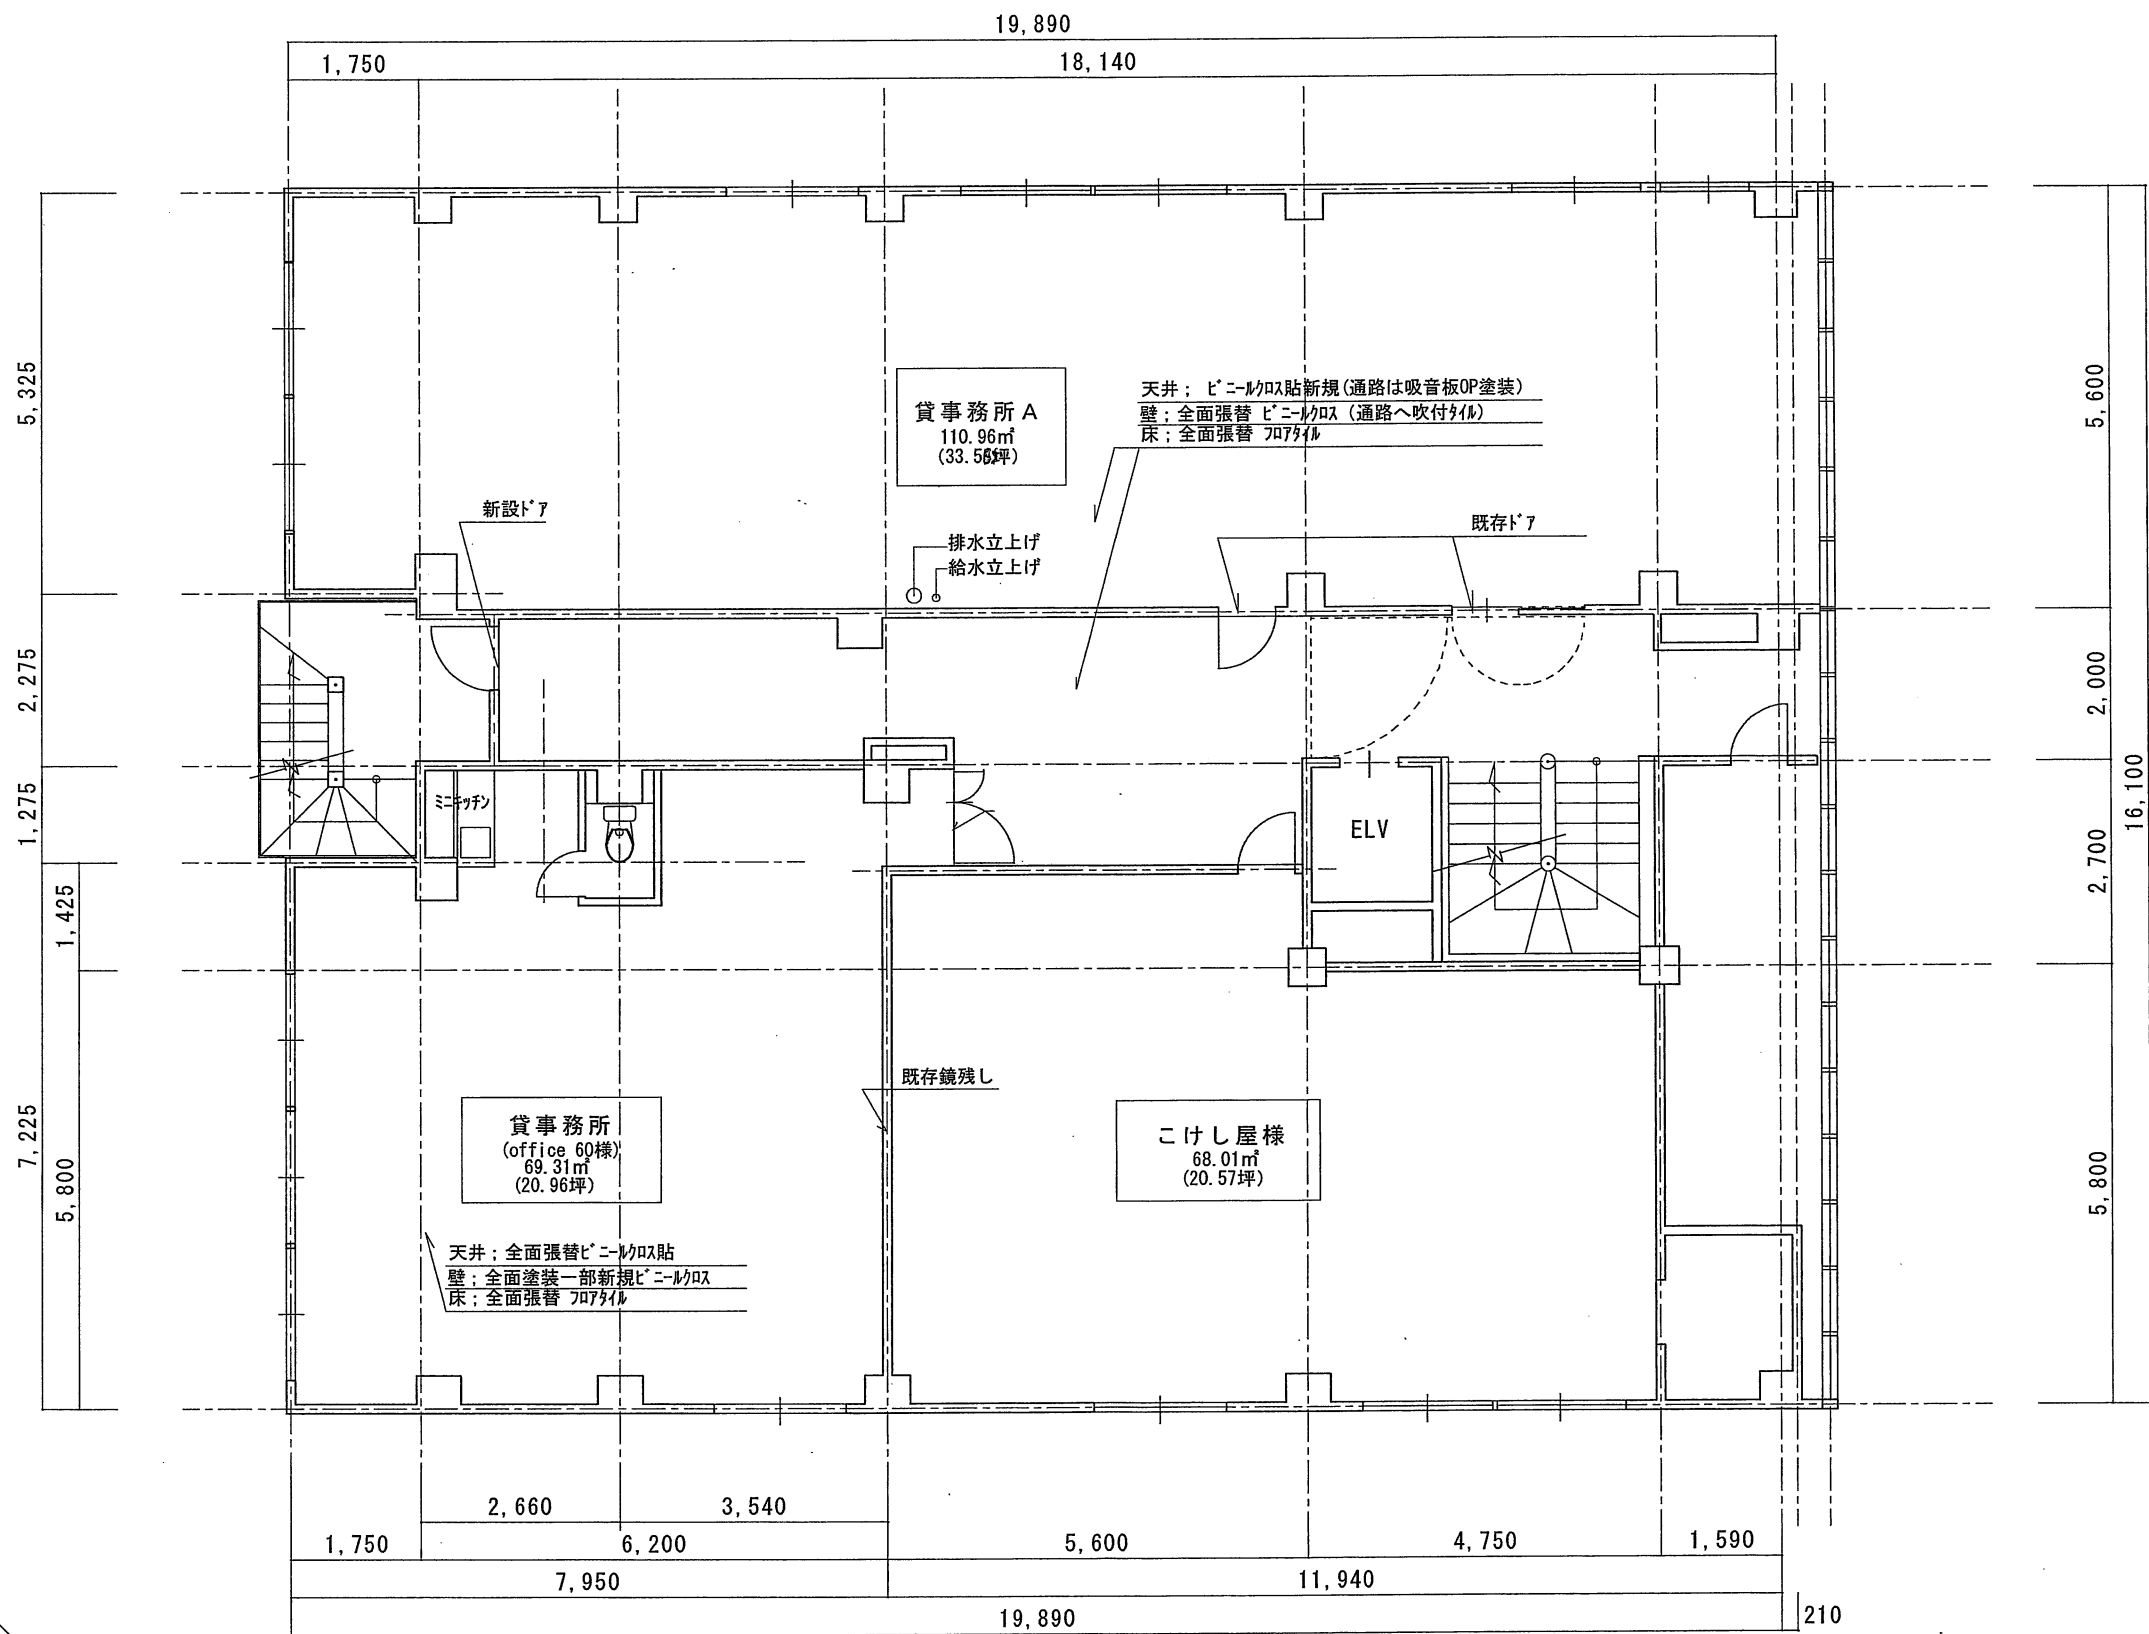 19,890
1,750
18,140
5,325
2,275
1,275
1,425
7,225
5,800
5,600
2,000
2,700
5,800
16,100
貸事務所A
110.96㎡
天井; ビニールクロス貼新規(通路は吸音板OP塗装)
壁;全面張替 ビニールクロス (通路へ吹付タイル)
床;全面張替 フロアタイル
新設ドア
排水立上げ
給水立上げ
既存ドア
ミニキッチン
ELV
既存鏡残し
貸事務所
(office 60様)
69.31㎡
(20.96坪)
こけし屋様
68.01㎡
(20.57坪)
天井;全面張替ビニールクロス貼
壁;全面塗装一部新規ビニールクロス
床;全面張替 フロアタイル
2,660
3,540
1,750
6,200
5,600
4,750
1,590
7,950
11,940
19,890
210